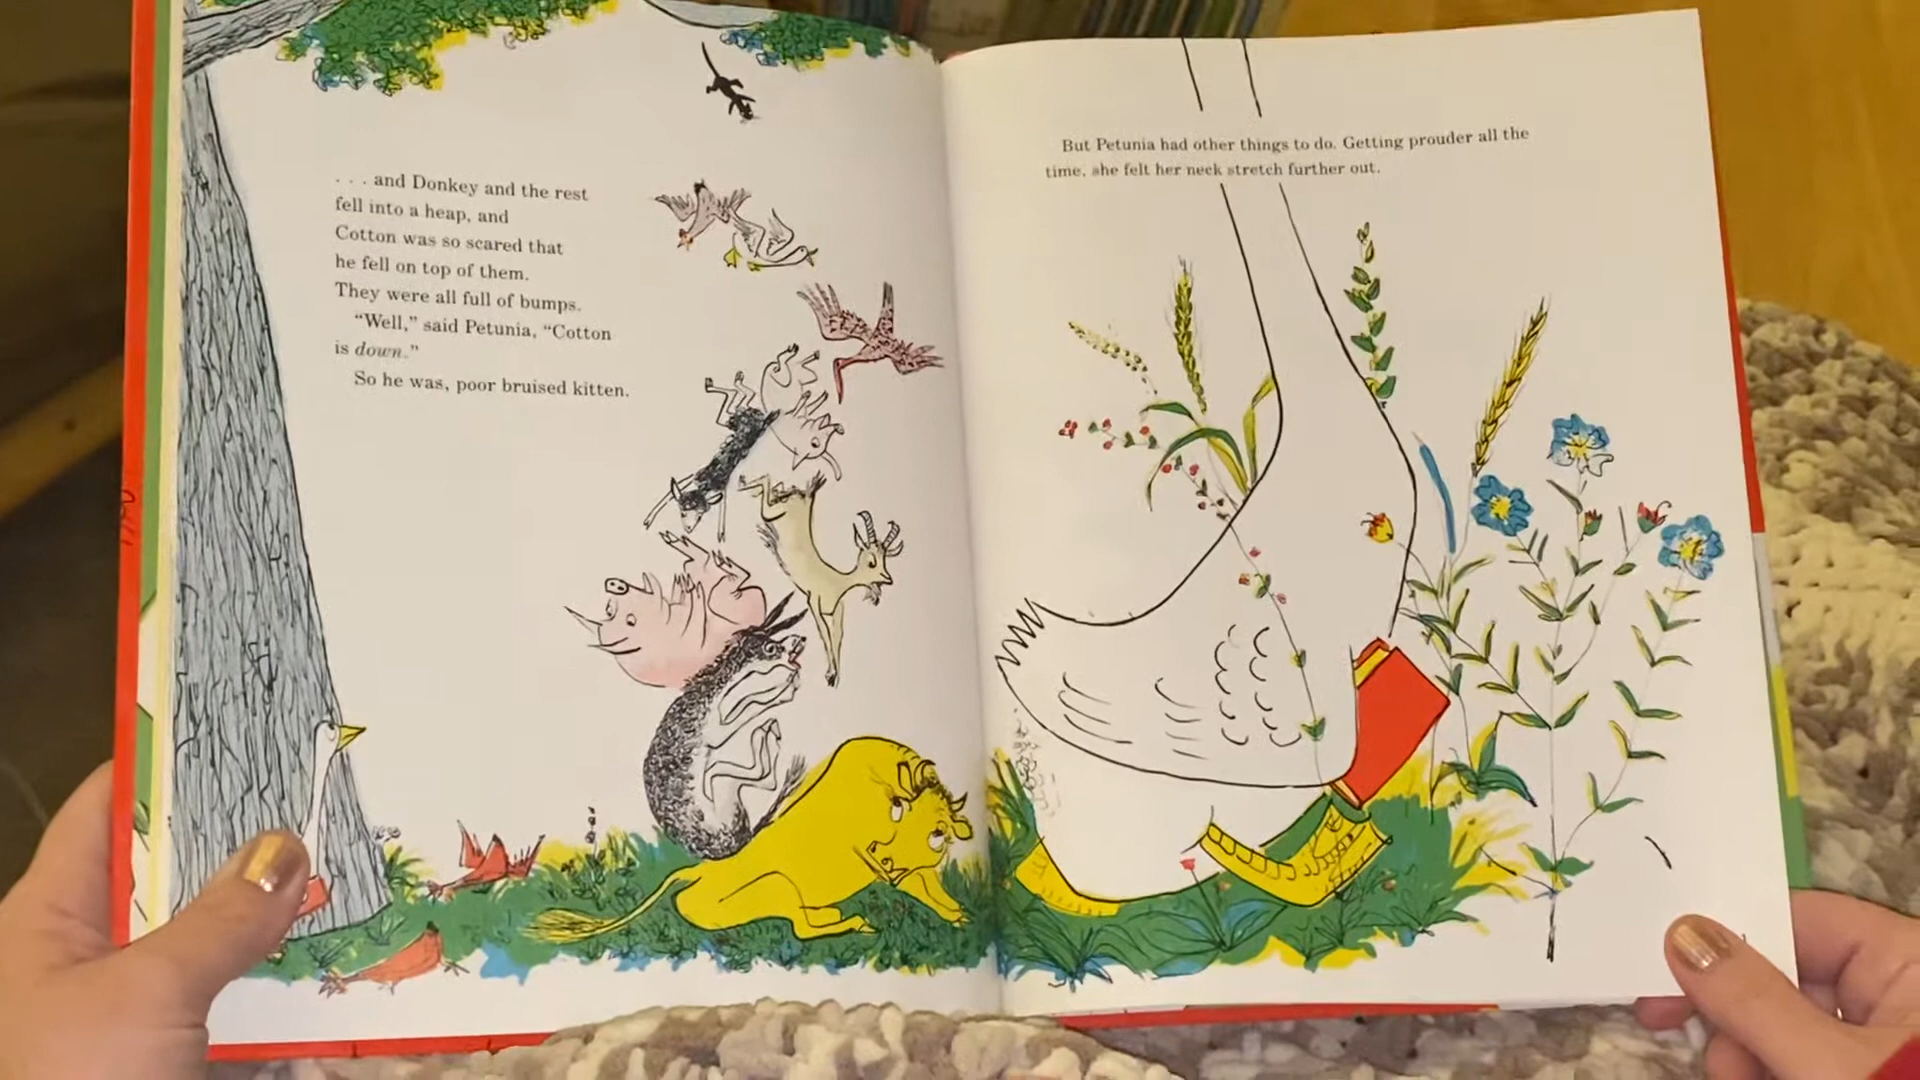 . . . and Donkey and the rest
fell into a heap, and
Cotton was so scared that
he fell on top of them.
They were all full of bumps.
“Well,” said Petunia, “Cotton
is down.”
So he was, poor bruised kitten.
But Petunia had other things to do. Getting prouder all the
time, she felt her neck stretch further out.